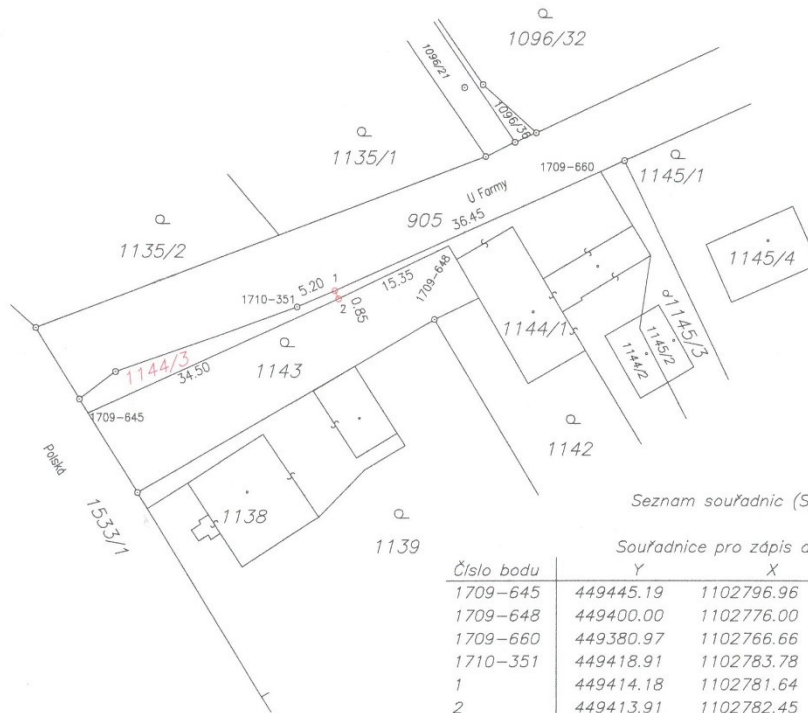 1096/32
1096/21
1096/36
1135/1
1709-660
1145/1
U Farmy
905
36.45
1135/2
1145/4
5.20
1
15.35
1709-648
1710-351
2
0.85
1144/1
1145/3
1144/3
34.50
1143
1144/2
1145/2
1709-645
1142
Polská
1533/1
1138
1139
Seznam souřadnic (S
Souřadnice pro zápis d
Číslo bodu Y X
1709-645 449445.19 1102796.96
1709-648 449400.00 1102776.00
1709-660 449380.97 1102766.66
1710-351 449418.91 1102783.78
1 449414.18 1102781.64
2 449413.91 1102782.45